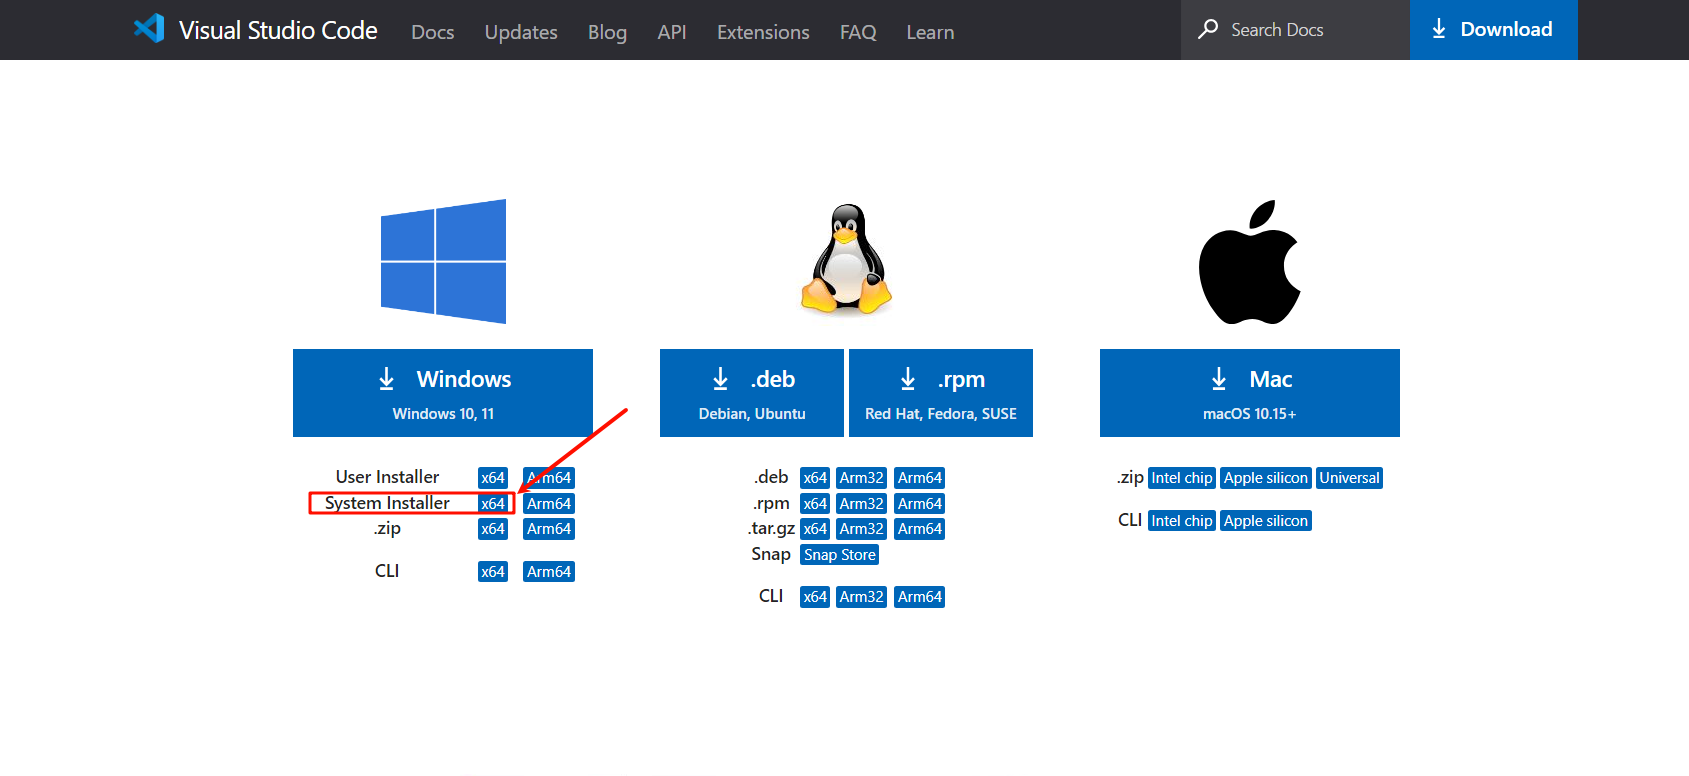 Visual Studio Code Docs Updates Blog API Extensions FAQ Learn Search Docs Download
Windows
Windows 10, 11
User Installer x64 Arm64
System Installer x64 Arm64
.zip x64 Arm64
CLI x64 Arm64
.deb
Debian, Ubuntu
.rpm
Red Hat, Fedora, SUSE
.deb x64 Arm32 Arm64
.rpm x64 Arm32 Arm64
.tar.gz x64 Arm32 Arm64
Snap Snap Store
CLI x64 Arm32 Arm64
Mac
macOS 10.15+
.zip Intel chip Apple silicon Universal
CLI Intel chip Apple silicon